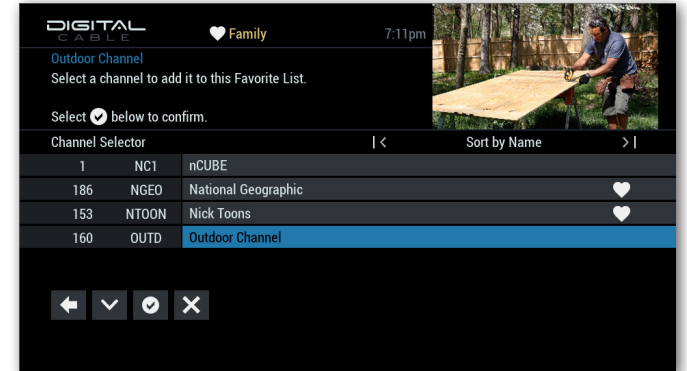 DIGITAL
CABLE
Family
7:11pm
Outdoor Channel
Select a channel to add it to this Favorite List.
Select below to confirm.
Channel Selector
Sort by Name
1 NC1 nCUBE
186 NGEO National Geographic
153 NTOON Nick Toons
160 OUTD Outdoor Channel